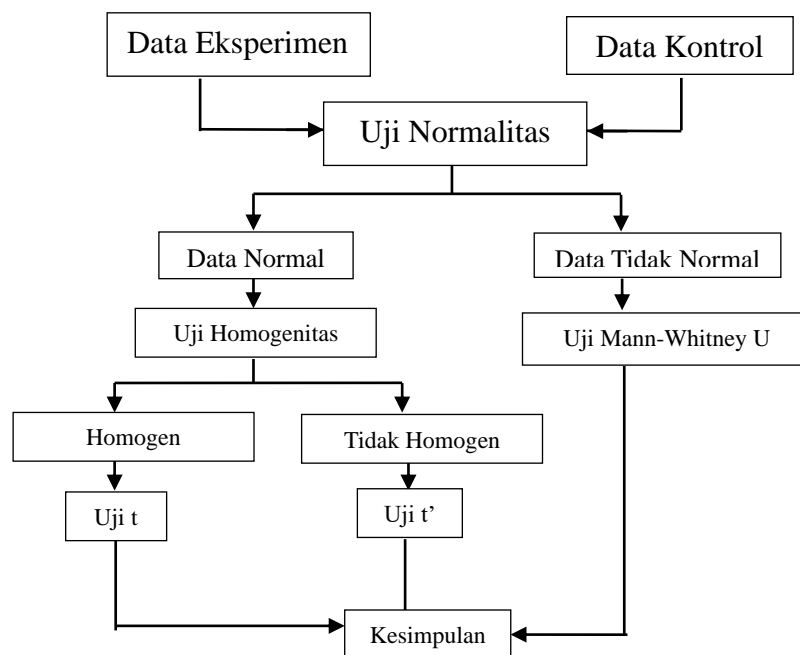 Data Eksperimen
Data Kontrol
Uji Normalitas
Data Normal
Data Tidak Normal
Uji Homogenitas
Uji Mann-Whitney U
Homogen
Tidak Homogen
Uji t
Uji t’
Kesimpulan